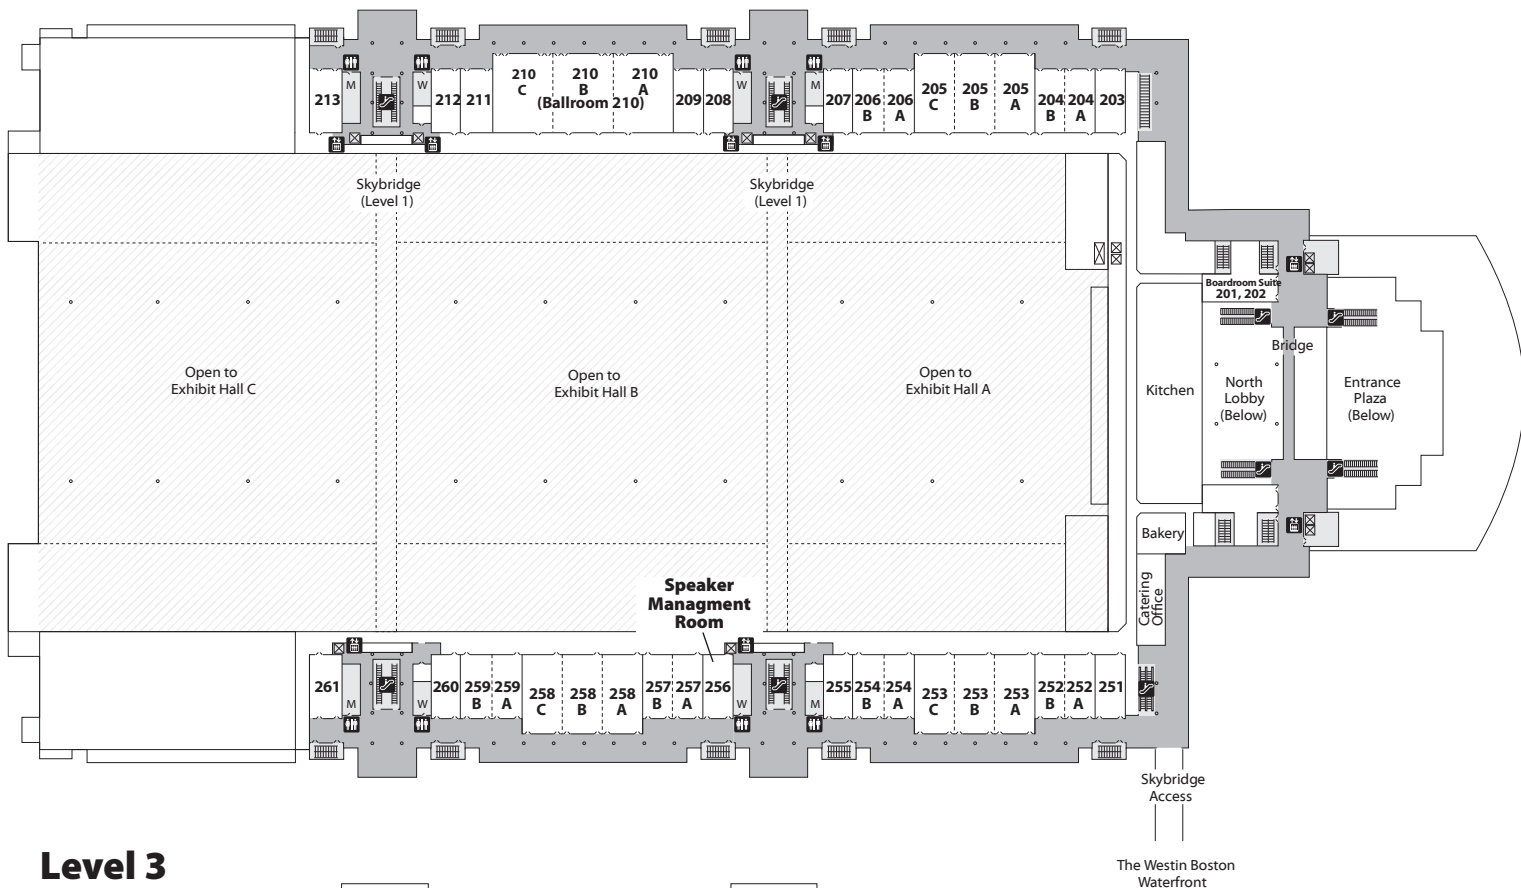 213
M
W
212
211
210
C
210
B
210
A
(Ballroom 210)
209
208
W
M
207
206
B
206
A
205
C
205
B
205
A
204
B
204
A
203
Skybridge
(Level 1)
Skybridge
(Level 1)
Boardroom Suite
201, 202
Bridge
Open to
Exhibit Hall C
Open to
Exhibit Hall B
Open to
Exhibit Hall A
Kitchen
North
Lobby
(Below)
Entrance
Plaza
(Below)
Bakery
Catering
Office
Speaker
Managment
Room
261
M
W
260
259
B
259
A
258
C
258
B
258
A
257
B
257
A
256
W
M
255
254
B
254
A
253
C
253
B
253
A
252
B
252
A
251
Skybridge
Access
The Westin Boston
Waterfront
Level 3